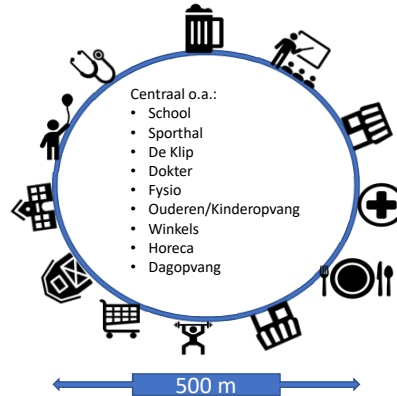 Centraal o.a.:
• School
• Sporthal
• De Klip
• Dokter
• Fysio
• Ouderen/Kinderopvang
• Winkels
• Horeca
• Dagopvang
500 m